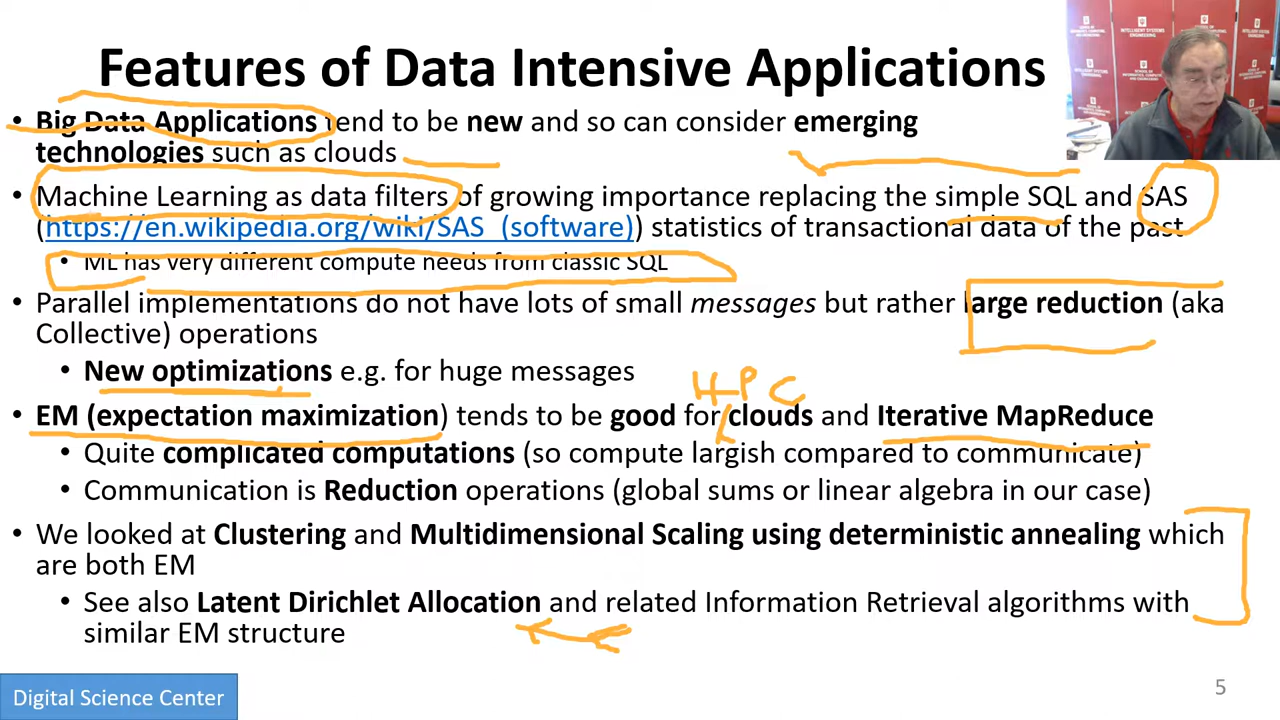 Features of Data Intensive Applications
• Big Data Applications tend to be new and so can consider emerging
technologies such as clouds
• Machine Learning as data filters of growing importance replacing the simple SQL and SAS
(https://en.wikipedia.org/wiki/SAS_(software)) statistics of transactional data of the past
• ML has very different compute needs from classic SQL
• Parallel implementations do not have lots of small messages but rather large reduction (aka
Collective) operations
• New optimizations e.g. for huge messages
HPC
• EM (expectation maximization) tends to be good for clouds and Iterative MapReduce
• Quite complicated computations (so compute largish compared to communicate)
• Communication is Reduction operations (global sums or linear algebra in our case)
• We looked at Clustering and Multidimensional Scaling using deterministic annealing which
are both EM
• See also Latent Dirichlet Allocation and related Information Retrieval algorithms with
similar EM structure
Digital Science Center
5